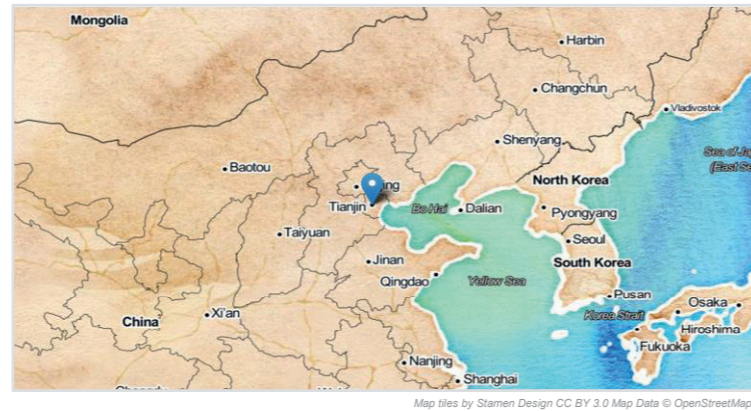 Mongolia
Harbin
Changchun
Vladivostok
Shenyang
Sea of
(East
Baotou
North Korea
Tianjin
Bo Hai
Dalian
Pyongyang
Taiyuan
Seoul
Jinan
South Korea
Qingdao
Yellow Sea
Pusan
Osaka
Xi'an
China
Korea Strait
Hiroshima
Fukuoka
Nanjing
Shanghai
Map tiles by Stamen Design CC BY 3.0 Map Data © OpenStreetMap